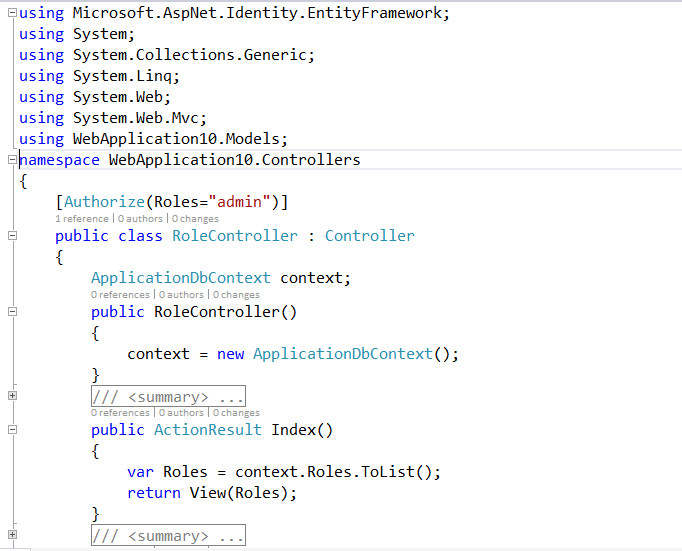 using Microsoft.AspNet.Identity.EntityFramework;
using System;
using System.Collections.Generic;
using System.Linq;
using System.Web;
using System.Web.Mvc;
using WebApplication10.Models;
namespace WebApplication10.Controllers
{
    [Authorize(Roles="admin")]
    1 reference | 0 authors | 0 changes
    public class RoleController : Controller
    {
        ApplicationDbContext context;
        0 references | 0 authors | 0 changes
        public RoleController()
        {
            context = new ApplicationDbContext();
        }
        /// <summary> ...
        0 references | 0 authors | 0 changes
        public ActionResult Index()
        {
            var Roles = context.Roles.ToList();
            return View(Roles);
        }
        /// <summary> ...